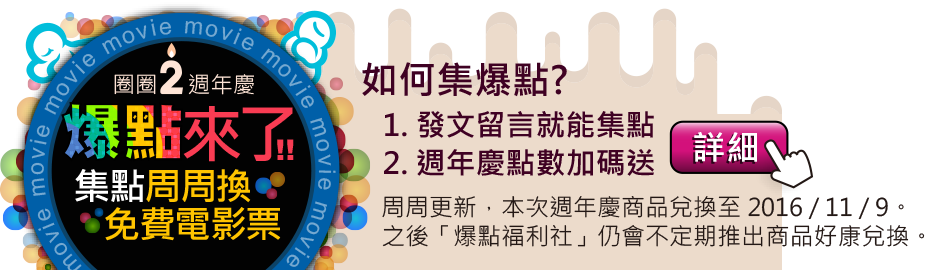 movie movie movie movie movie movie movie movie
圈圈2週年慶
爆點來了!!
集點周周換
免費電影票
如何集爆點?
1. 發文留言就能集點
2. 週年慶點數加碼送
詳細
周周更新，本次週年慶商品兌換至 2016 / 11 / 9。
之後「爆點福利社」仍會不定期推出商品好康兌換。